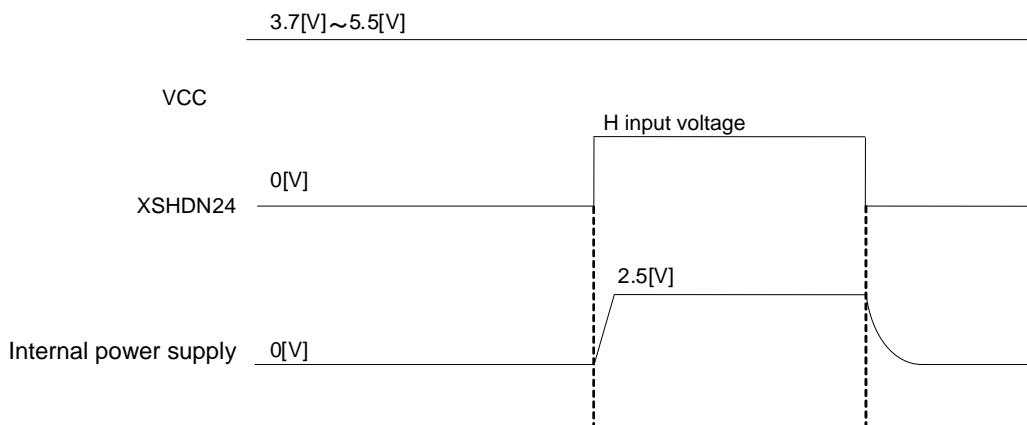 3.7[V]～5.5[V]
VCC
H input voltage
0[V]
XSHDN24
2.5[V]
Internal power supply
0[V]